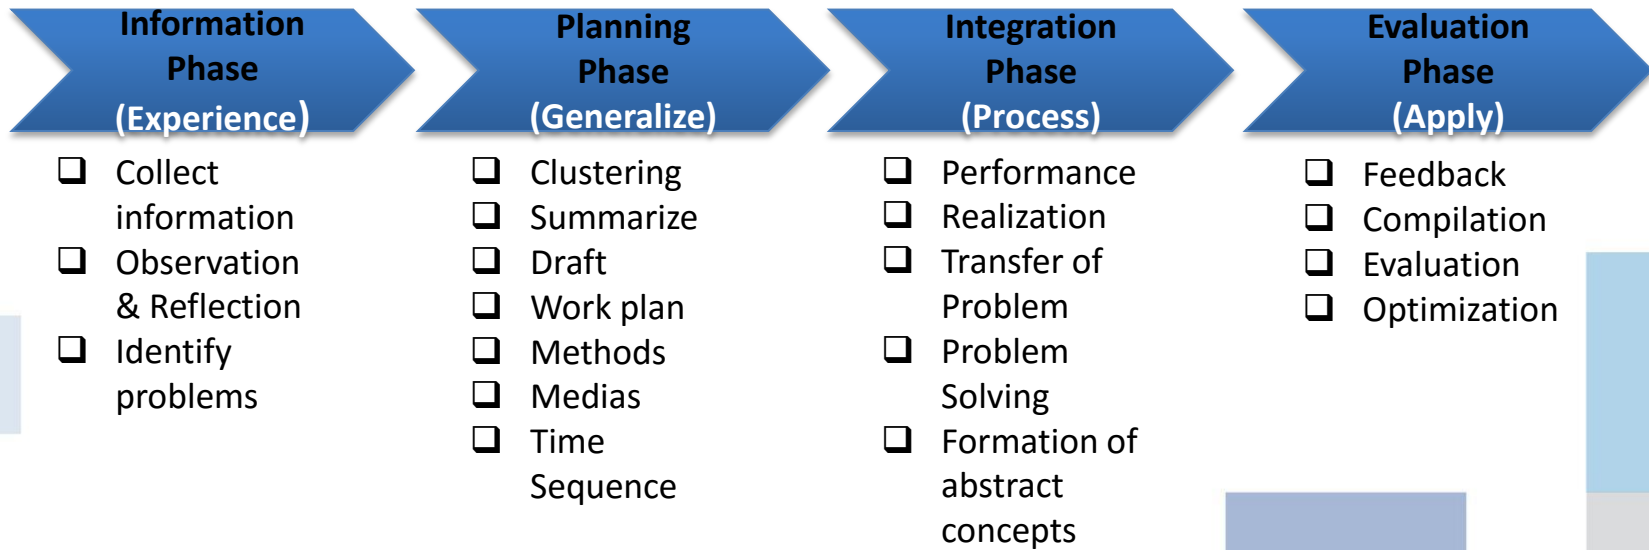 Information
Phase
(Experience)
❑ Collect
information
❑ Observation
& Reflection
❑ Identify
problems
Planning
Phase
(Generalize)
❑ Clustering
❑ Summarize
❑ Draft
❑ Work plan
❑ Methods
❑ Medias
❑ Time
Sequence
Integration
Phase
(Process)
❑ Performance
❑ Realization
❑ Transfer of
Problem
❑ Problem
Solving
❑ Formation of
abstract
concepts
Evaluation
Phase
(Apply)
❑ Feedback
❑ Compilation
❑ Evaluation
❑ Optimization